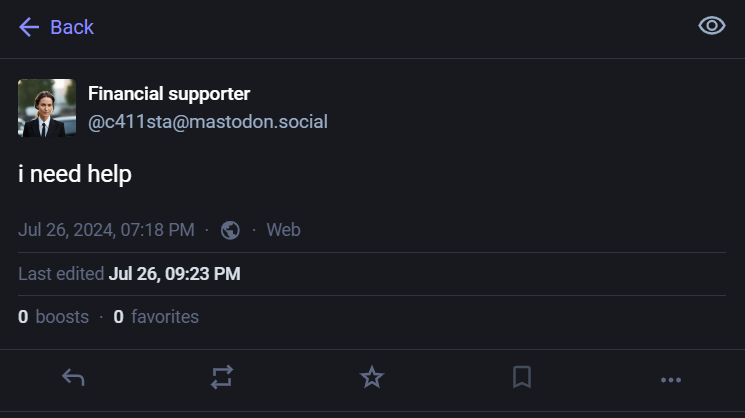 Back
Financial supporter
@c411sta@mastodon.social
i need help
Jul 26, 2024, 07:18 PM · · Web
Last edited Jul 26, 09:23 PM
0 boosts · 0 favorites